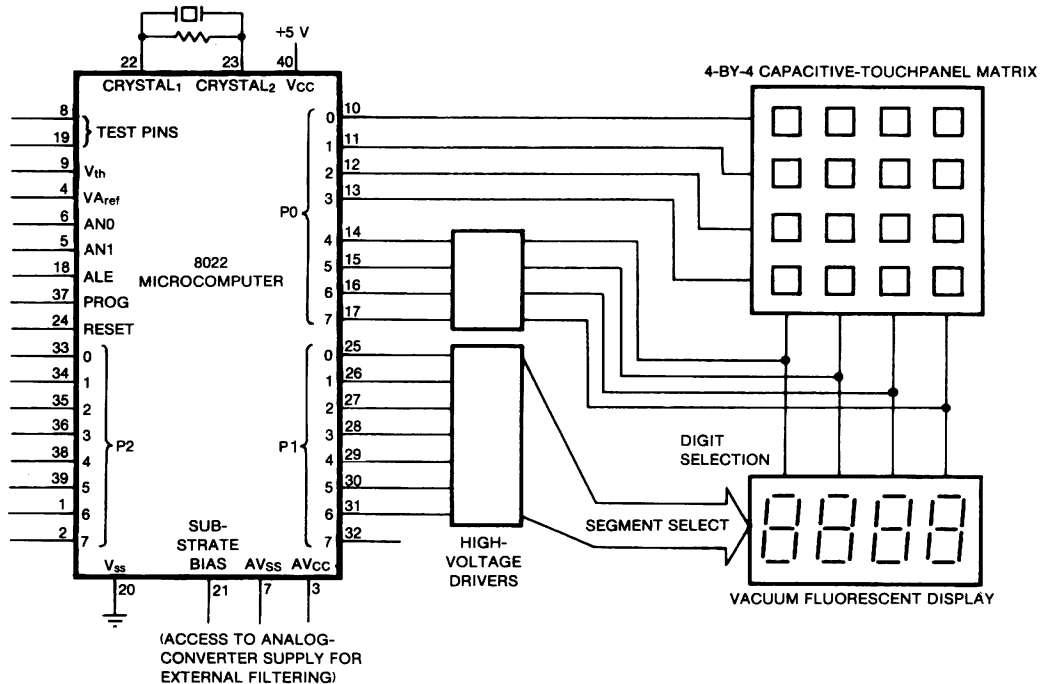 +5 V
22
23
40
CRYSTAL1
CRYSTAL2
VCC
4-BY-4 CAPACITIVE-TOUCHPANEL MATRIX
8
19
TEST PINS
9
Vth
4
VAref
6
AN0
5
AN1
18
ALE
37
PROG
24
RESET
8022
MICROCOMPUTER
P0
0
10
1
11
2
12
3
13
4
14
5
15
6
16
7
17
33
0
34
1
35
2
36
3
38
4
39
5
1
6
2
7
P2
P1
0
25
1
26
2
27
3
28
4
29
5
30
6
31
7
32
DIGIT
SELECTION
SEGMENT SELECT
HIGH-
VOLTAGE
DRIVERS
VACUUM FLUORESCENT DISPLAY
VSS
SUB-
STRATE
BIAS
AVSS
AVCC
20
21
7
3
(ACCESS TO ANALOG-
CONVERTER SUPPLY FOR
EXTERNAL FILTERING)